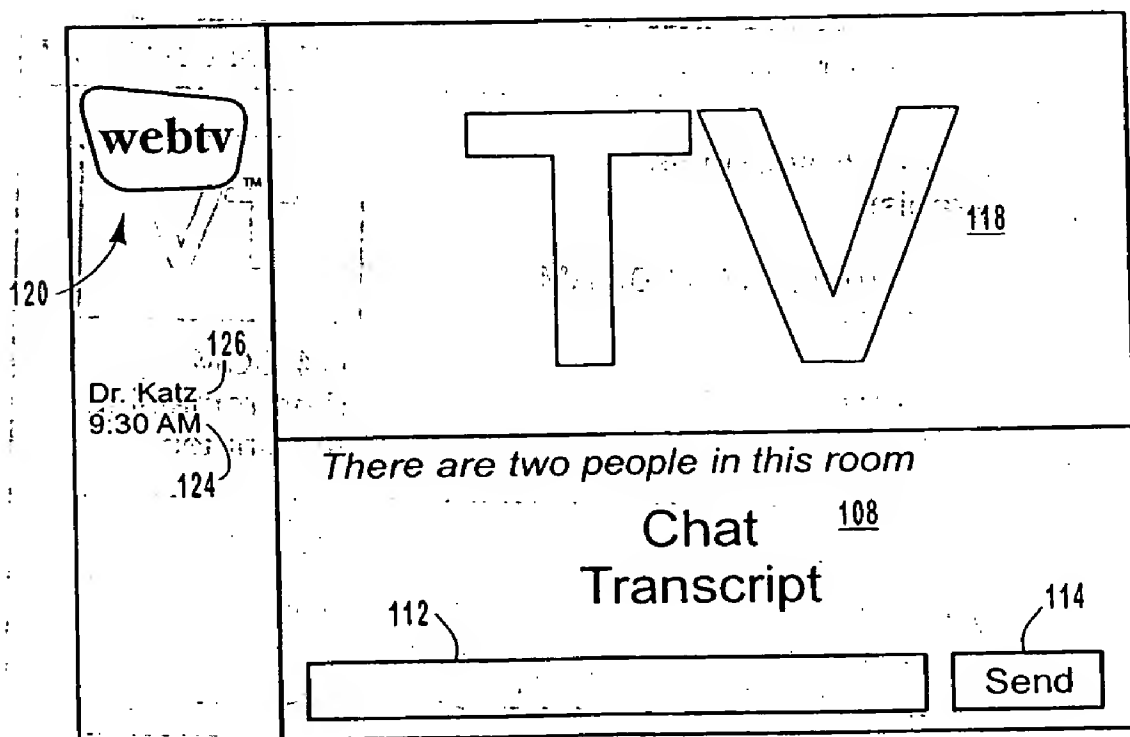 webtv
TM
TV
118
120
126
Dr. Katz
9:30 AM
124
There are two people in this room
Chat 108
Transcript
112
114
Send